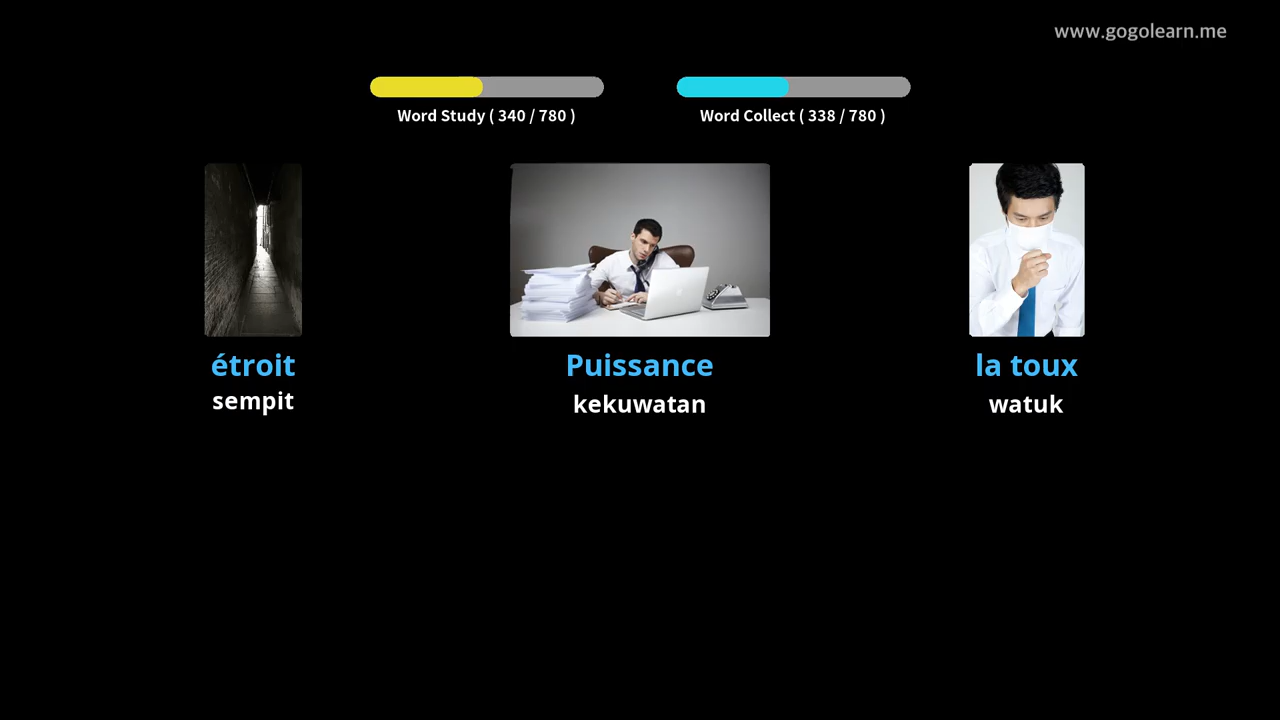 www.gogolearn.me
Word Study ( 340 / 780 )
Word Collect ( 338 / 780 )
étroit
sempit
Puissance
kekuwatan
la toux
watuk